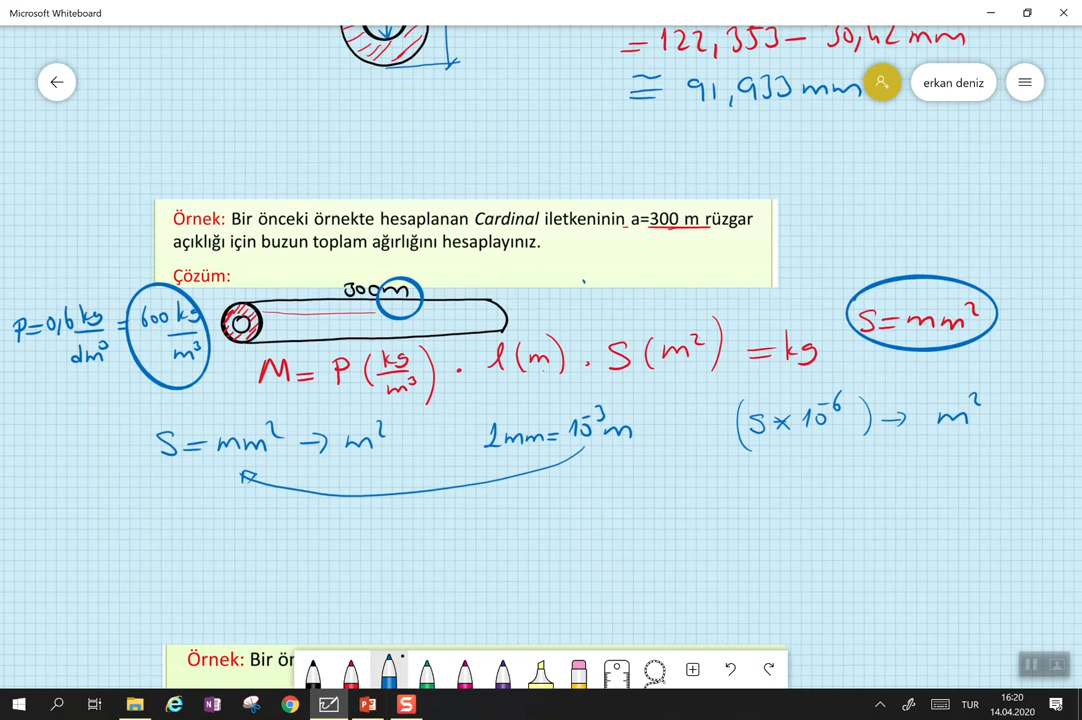 Microsoft Whiteboard
= 122,353 - 30,42 mm
≅ 91,933 mm
erkan deniz
Örnek: Bir önceki örnekte hesaplanan Cardinal iletkeninin a=300 m rüzgar
açıklığı için buzun toplam ağırlığını hesaplayınız.
Çözüm:
300m
P=0,6 kg/dm³ = 600 kg/m³
S=mm²
M= P (kg/m³) . l(m) . S(m²) = kg
S= mm² → m²
1mm= 10⁻³ m
(S×10⁻⁶) → m²
Örnek: Bir ön
TUR
16:20
14.04.2020